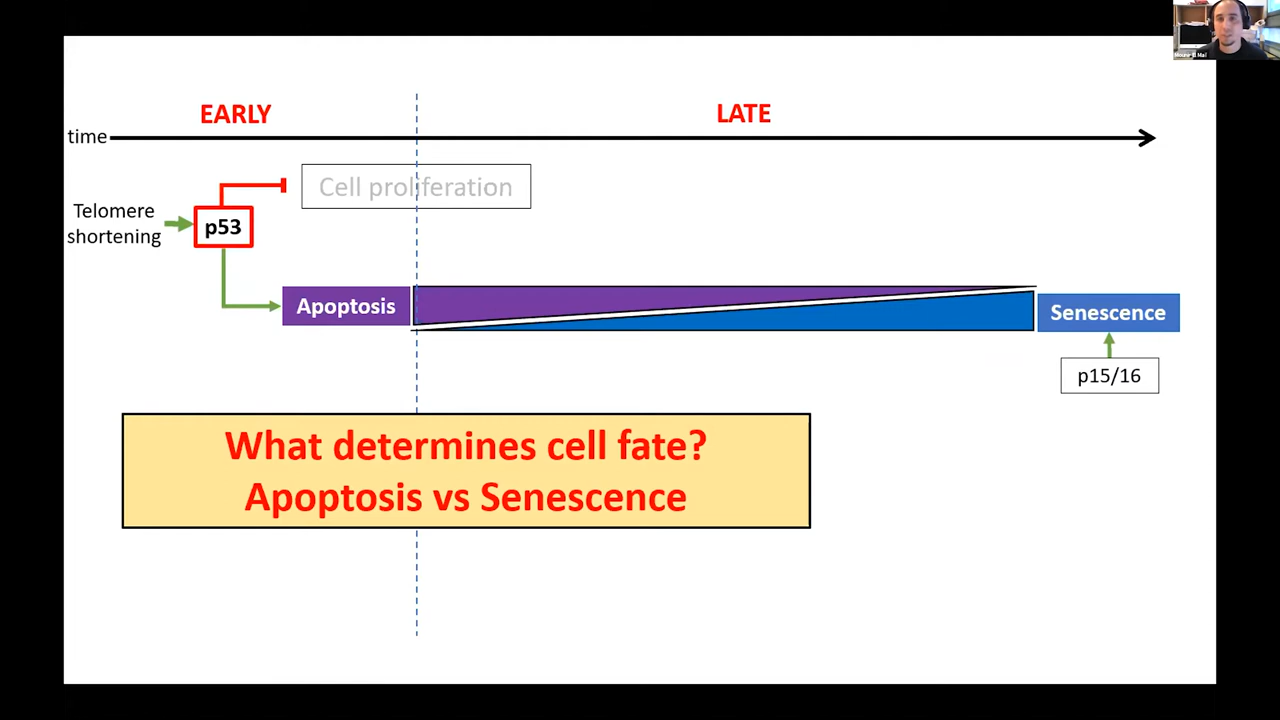 EARLY
LATE
time
Cell proliferation
Telomere
shortening
p53
Apoptosis
Senescence
p15/16
What determines cell fate?
Apoptosis vs Senescence